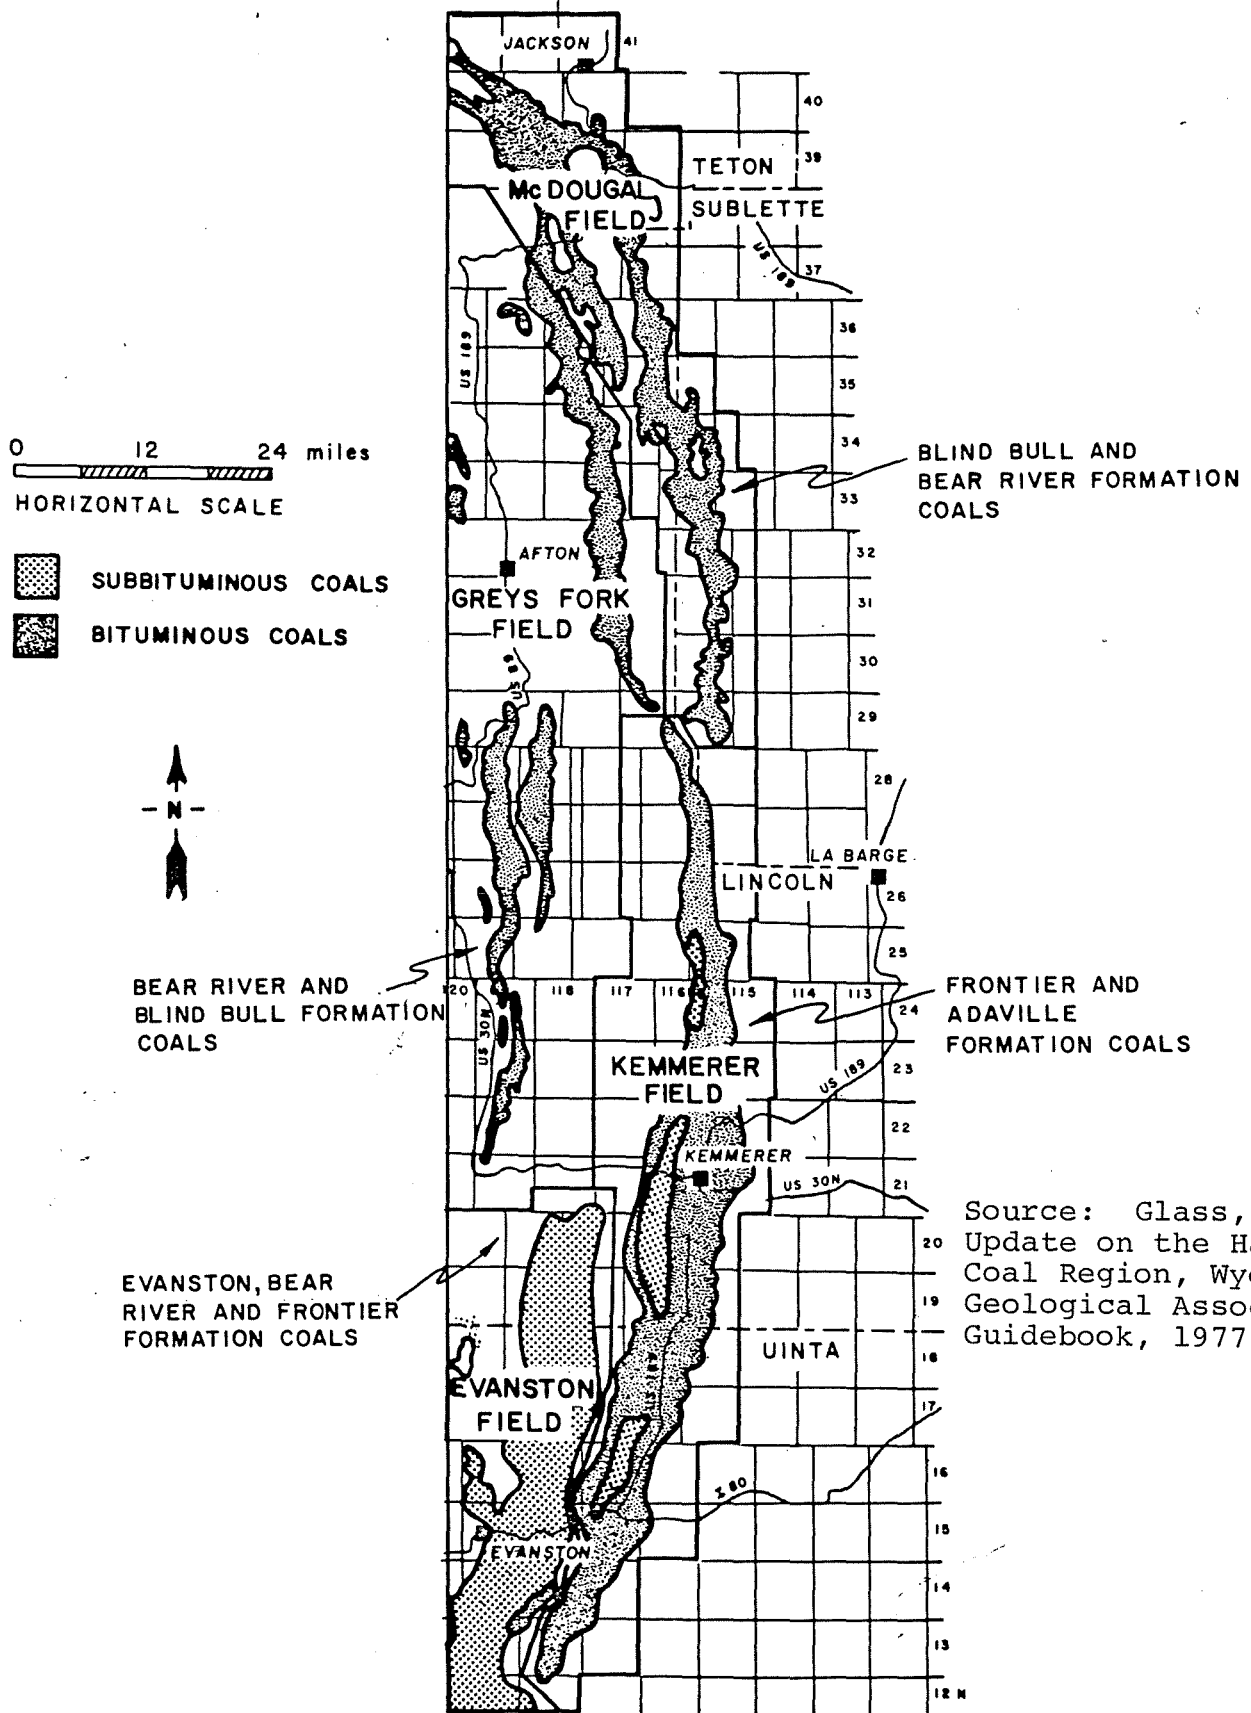 JACKSON
41
40
39
TETON
Mc DOUGAL
FIELD
SUBLETTE
US 189
37
36
US 189
35
34
0 12 24 miles
HORIZONTAL SCALE
BLIND BULL AND
BEAR RIVER FORMATION
COALS
33
32
AFTON
SUBBITUMINOUS COALS
BITUMINOUS COALS
GREYS FORK
FIELD
31
30
US 89
29
28
- N -
LA BARGE
LINCOLN
26
25
BEAR RIVER AND
BLIND BULL FORMATION
COALS
120 118 117 116 115 114 113
24
US 30N
FRONTIER AND
ADAVILLE
FORMATION COALS
KEMMERER
FIELD
23
US 189
22
KEMMERER
US 30N
21
Source: Glass,
20 Update on the
Coal Region,
19 Geological
Guidebook, 1977
EVANSTON, BEAR
RIVER AND FRONTIER
FORMATION COALS
UINTA
18
US 189
EVANSTON
FIELD
17
16
I 80
15
EVANSTON
14
13
12 N